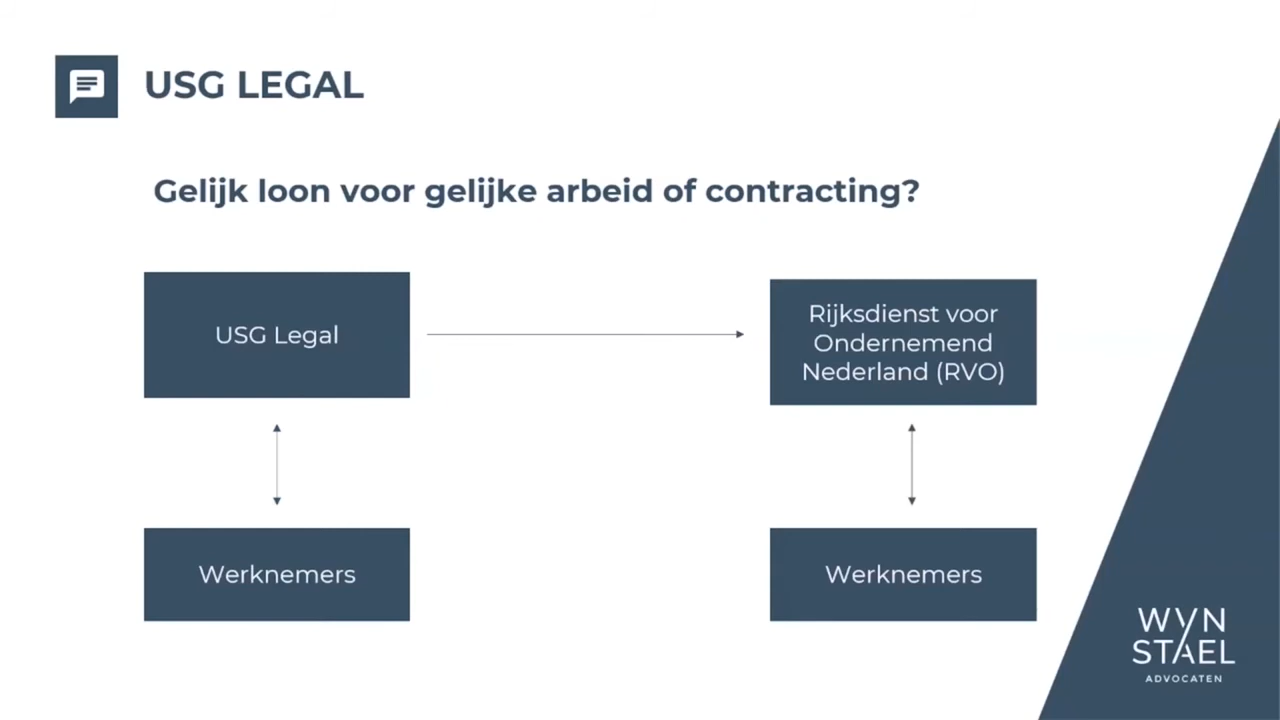 USG LEGAL
Gelijk loon voor gelijke arbeid of contracting?
USG Legal
Rijksdienst voor
Ondernemend
Nederland (RVO)
Werknemers
Werknemers
WYN
STAEL
ADVOCATEN